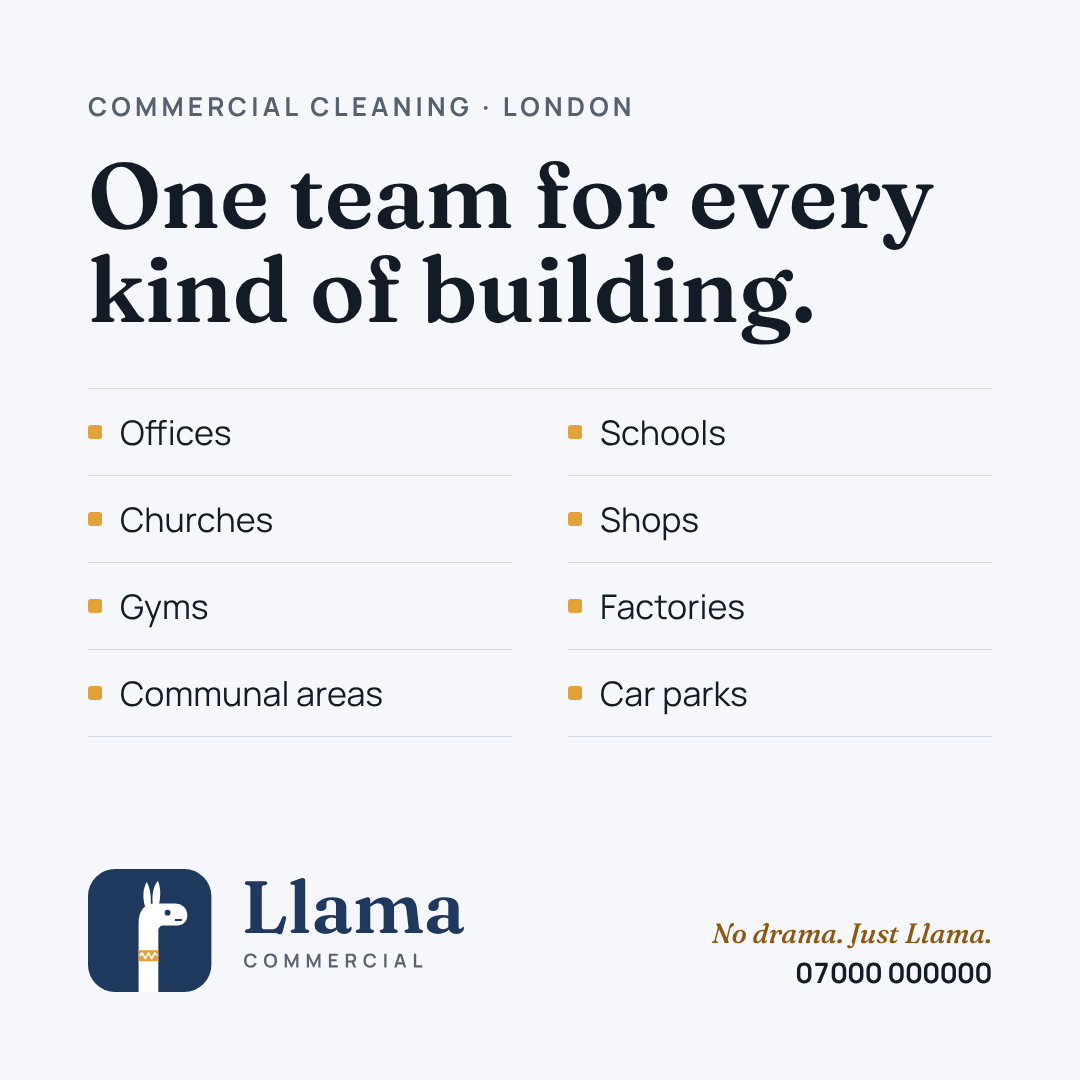 COMMERCIAL CLEANING · LONDON
One team for every
kind of building.
Offices
Schools
Churches
Shops
Gyms
Factories
Communal areas
Car parks
Llama
COMMERCIAL
No drama. Just Llama.
07000 000000